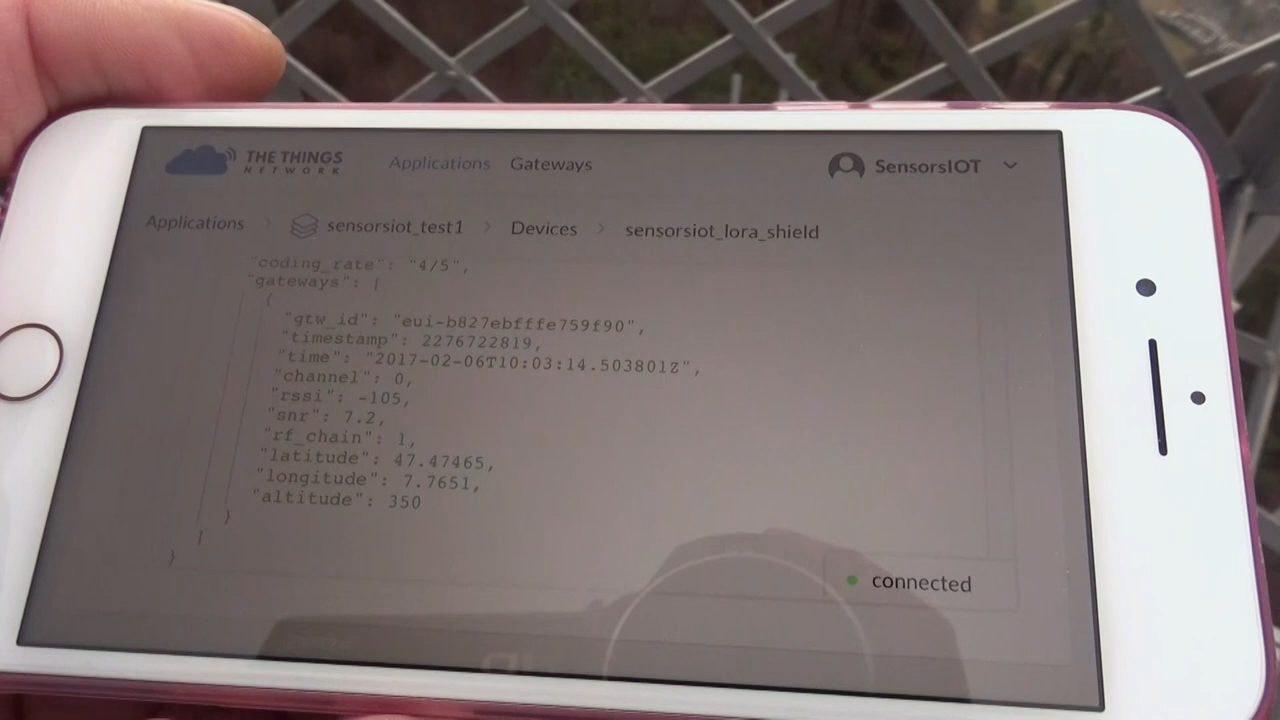 THE THINGS
NETWORK
Applications Gateways
SensorsIOT
Applications > sensorsiot_test1 > Devices > sensorsiot_lora_shield
"coding_rate": "4/5",
"gateways": [
{
"gtw_id": "eui-b827ebfffe759f90",
"timestamp": 2276722819,
"time": "2017-02-06T10:03:14.503801Z",
"channel": 0,
"rssi": -105,
"snr": 7.2,
"rf_chain": 1,
"latitude": 47.47465,
"longitude": 7.7651,
"altitude": 350
}
]
}
connected